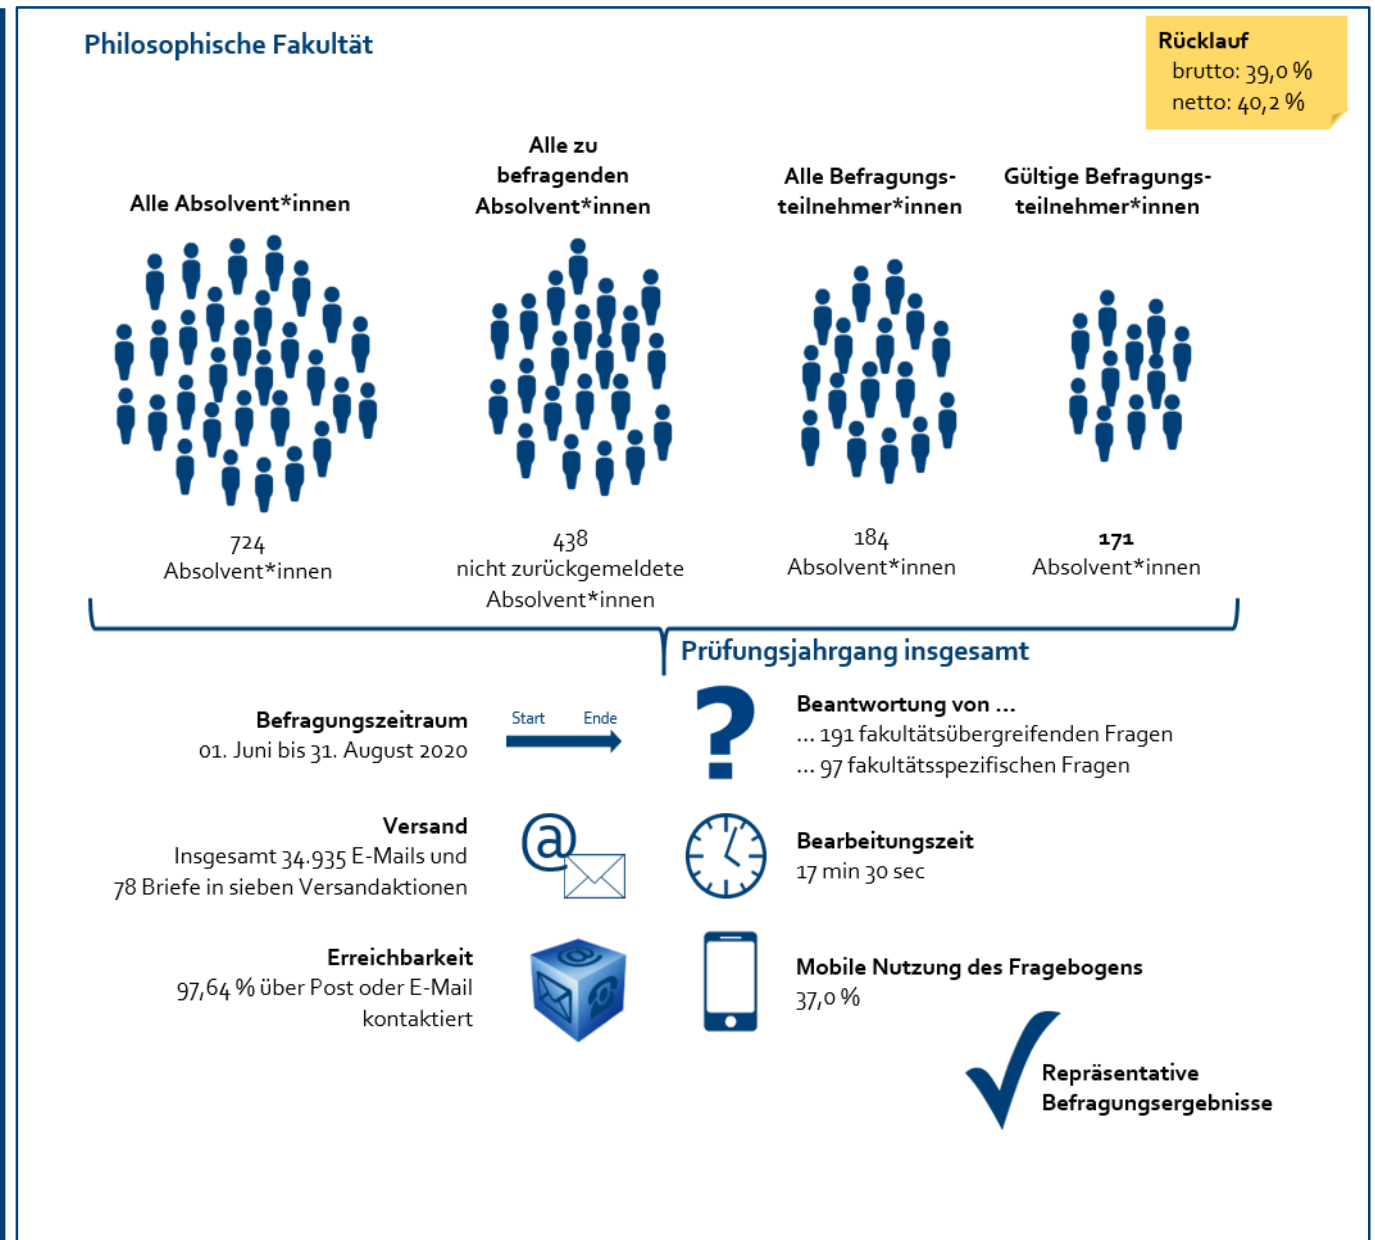 Philosophische Fakultät
Rücklauf
brutto: 39,0 %
netto: 40,2 %
Alle Absolvent*innen
Alle zu
befragenden
Absolvent*innen
Alle Befragungs-
teilnehmer*innen
Gültige Befragungs-
teilnehmer*innen
724
Absolvent*innen
438
nicht zurückgemeldete
Absolvent*innen
184
Absolvent*innen
171
Absolvent*innen
Prüfungsjahrgang insgesamt
Befragungszeitraum
01. Juni bis 31. August 2020
Start Ende
?
Beantwortung von ...
... 191 fakultätsübergreifenden Fragen
... 97 fakultätsspezifischen Fragen
Versand
Insgesamt 34.935 E-Mails und
78 Briefe in sieben Versandaktionen
@
Bearbeitungszeit
17 min 30 sec
Erreichbarkeit
97,64 % über Post oder E-Mail
kontaktiert
@
Mobile Nutzung des Fragebogens
37,0 %
Repräsentative
Befragungsergebnisse